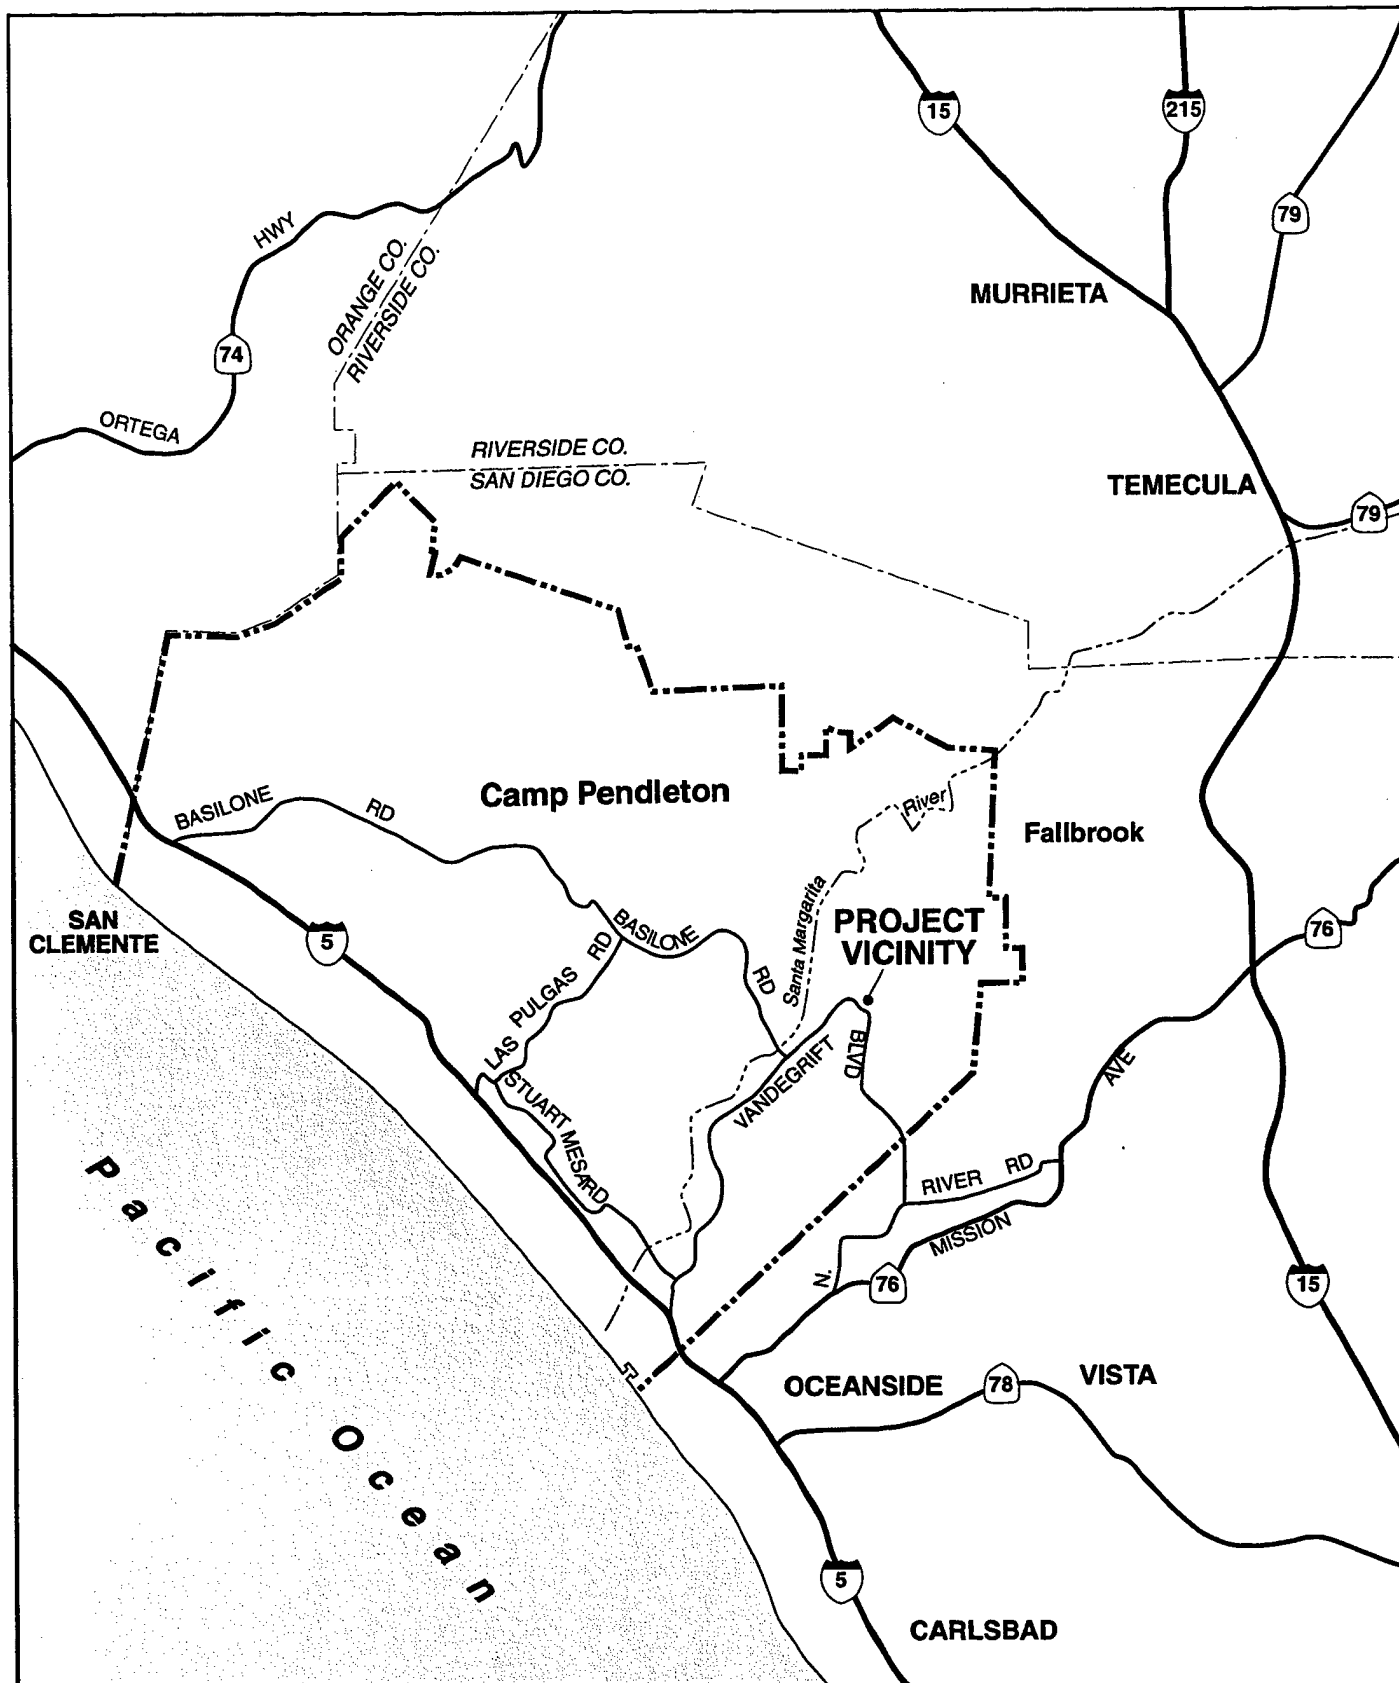 15
215
79
HWY
ORANGE CO.
RIVERSIDE CO.
MURRIETA
74
ORTEGA
RIVERSIDE CO.
SAN DIEGO CO.
TEMECULA
79
Camp Pendleton
BASILONE
RD
River
Fallbrook
SAN
CLEMENTE
5
BASILONE
RD
Santa Margarita
PROJECT
VICINITY
76
LAS PULGAS RD
STUART MESA RD
VANDEGRIFT
BLVD
AVE
RIVER RD
MISSION
N.
76
15
Pacific Ocean
OCEANSIDE
78
VISTA
5
CARLSBAD